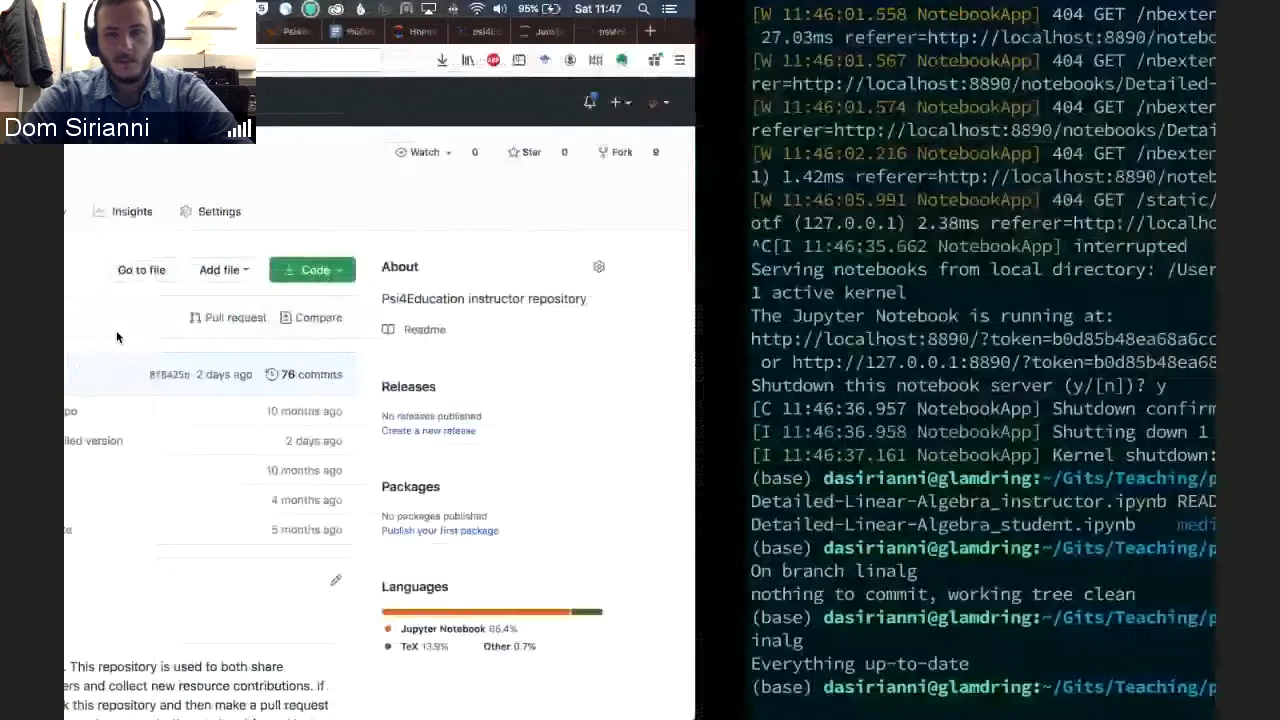 95%
Sat 11:47
Dom Sirianni
Watch 0
Star 0
Fork 9
Insights
Settings
Go to file
Add file
Code
Pull request
Compare
2 days ago
76 commits
10 months ago
2 days ago
10 months ago
4 months ago
5 months ago
. This repository is used to both share
ers and collect new resource contributions. If
k this repository and then make a pull request
About
Psi4Education instructor repository
Readme
Releases
No releases published
Create a new release
Packages
No packages published
Publish your first package
Languages
Jupyter Notebook 85.4%
TeX 13.9%
Other 0.7%
[W 11:46:01.558 NotebookApp] 404 GET /nbexten
27.03ms referer=http://localhost:8890/notebo
[W 11:46:01.567 NotebookApp] 404 GET /nbexten
rer=http://localhost:8890/notebooks/Detailed-
[W 11:46:01.574 NotebookApp] 404 GET /nbexten
referer=http://localhost:8890/notebooks/Detai
[W 11:46:02.216 NotebookApp] 404 GET /nbexten
1) 1.42ms referer=http://localhost:8890/noteb
[W 11:46:05.991 NotebookApp] 404 GET /static/
otf (127.0.0.1) 2.38ms referer=http://localho
^C[I 11:46:35.662 NotebookApp] interrupted
Serving notebooks from local directory: /User
1 active kernel
The Jupyter Notebook is running at:
http://localhost:8890/?token=b0d85b48ea68a6cc
or http://127.0.0.1:8890/?token=b0d85b48ea68
Shutdown this notebook server (y/[n])? y
[C 11:46:36.957 NotebookApp] Shutdown confirm
[I 11:46:36.958 NotebookApp] Shutting down 1
[I 11:46:37.161 NotebookApp] Kernel shutdown:
(base) dasirianni@glamdring:~/Gits/Teaching/p
Detailed-Linear-Algebra_instructor.ipynb READ
Detailed-Linear-Algebra_student.ipynb medi
(base) dasirianni@glamdring:~/Gits/Teaching/p
On branch linalg
nothing to commit, working tree clean
(base) dasirianni@glamdring:~/Gits/Teaching/p
inalg
Everything up-to-date
(base) dasirianni@glamdring:~/Gits/Teaching/p